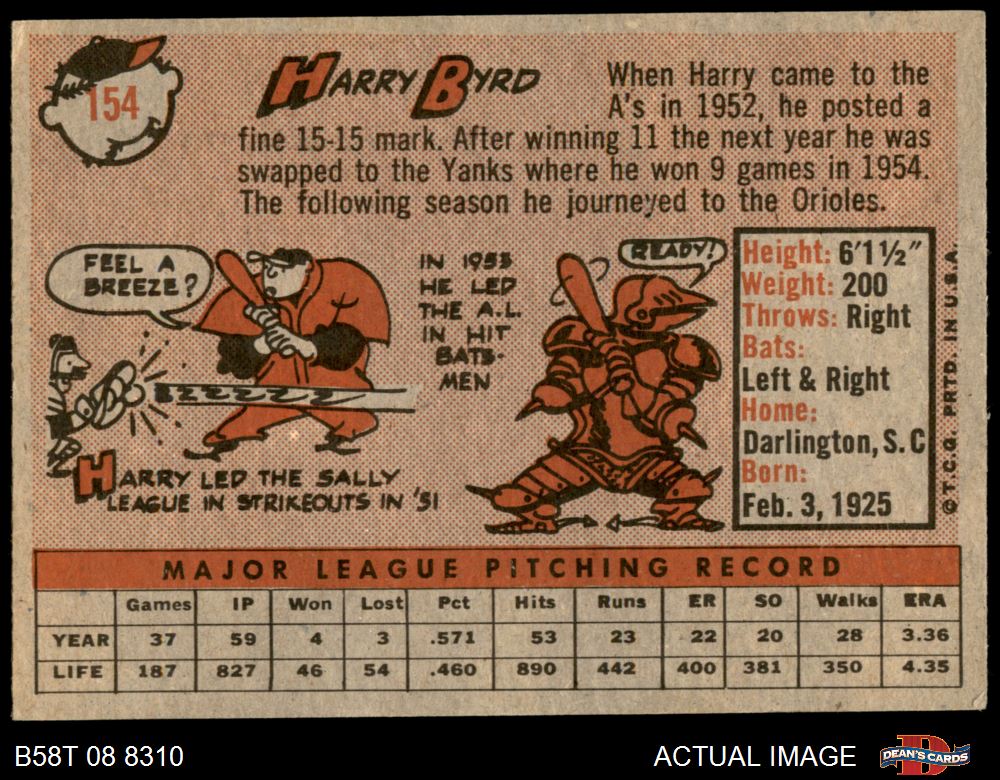 154
HARRY BYRD
When Harry came to the
A's in 1952, he posted a
fine 15-15 mark. After winning 11 the next year he was
swapped to the Yanks where he won 9 games in 1954.
The following season he journeyed to the Orioles.
FEEL A
BREEZE?
HARRY LED THE SALLY
LEAGUE IN STRIKEOUTS IN '51
IN 1953
HE LED
THE A.L.
IN HIT
BATS-
MEN
READY!
Height: 6'1½"
Weight: 200
Throws: Right
Bats:
Left & Right
Home:
Darlington, S.C
Born:
Feb. 3, 1925
© T.C.G. PRTD. IN U.S.A.
MAJOR LEAGUE PITCHING RECORD
Games IP Won Lost Pct Hits Runs ER SO Walks ERA
YEAR 37 59 4 3 .571 53 23 22 20 28 3.36
LIFE 187 827 46 54 .460 890 442 400 381 350 4.35
B58T 08 8310
ACTUAL IMAGE
DEAN'S CARDS